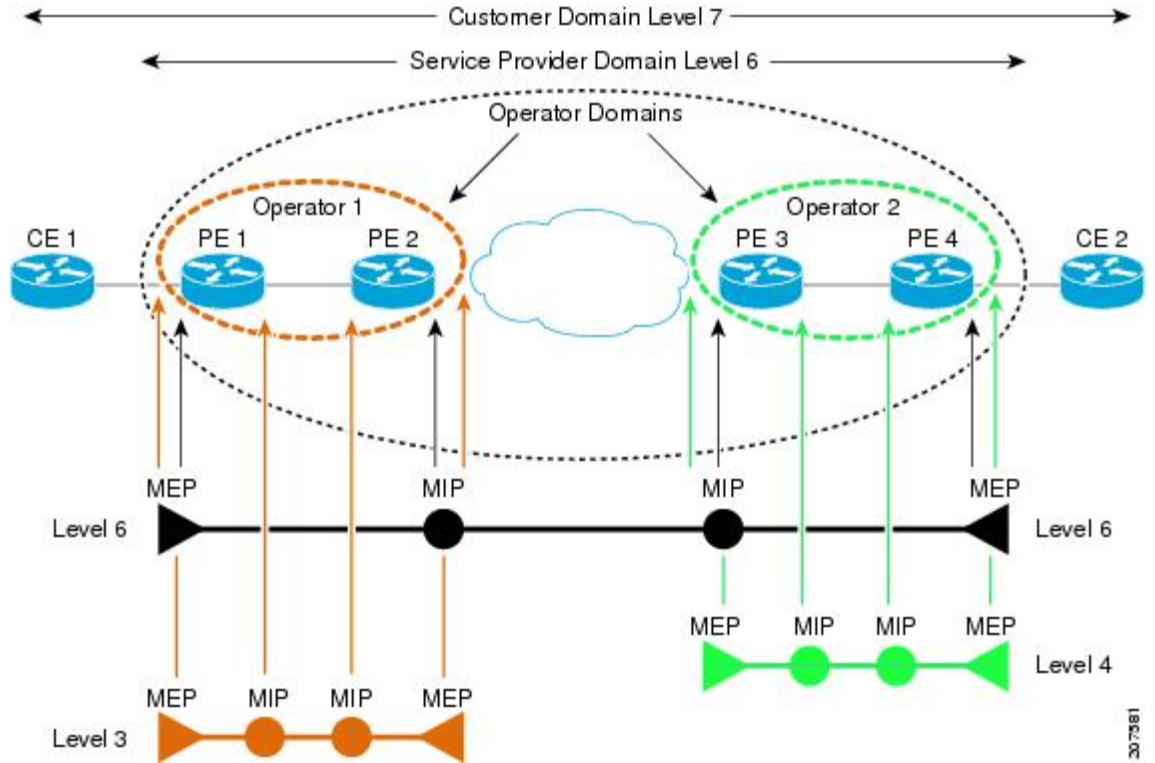 Customer Domain Level 7
Service Provider Domain Level 6
Operator Domains
Operator 1
Operator 2
CE 1
PE 1
PE 2
PE 3
PE 4
CE 2
MEP
MIP
MIP
MEP
Level 6
Level 6
MEP
MIP
MIP
MEP
Level 4
MEP
MIP
MIP
MEP
Level 3
207581